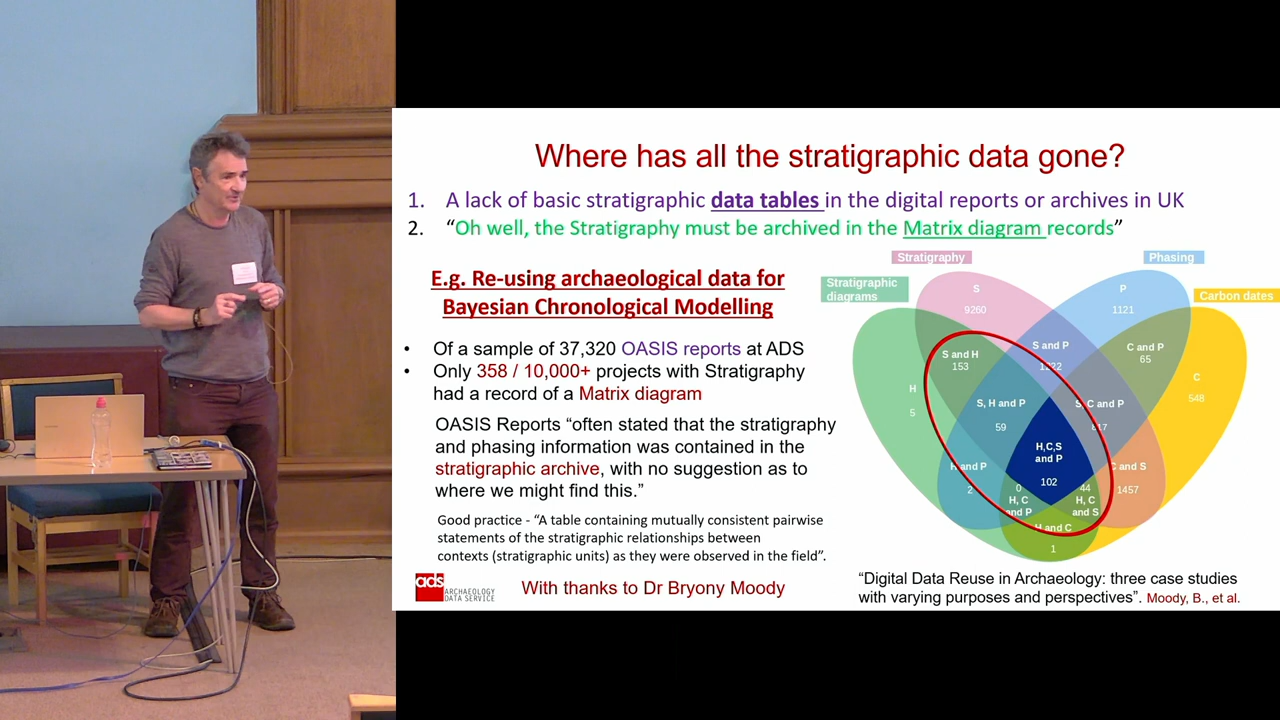 Where has all the stratigraphic data gone?
1. A lack of basic stratigraphic data tables in the digital reports or archives in UK
2. “Oh well, the Stratigraphy must be archived in the Matrix diagram records”
E.g. Re-using archaeological data for
Bayesian Chronological Modelling
• Of a sample of 37,320 OASIS reports at ADS
• Only 358 / 10,000+ projects with Stratigraphy
had a record of a Matrix diagram
OASIS Reports “often stated that the stratigraphy
and phasing information was contained in the
stratigraphic archive, with no suggestion as to
where we might find this.”
Good practice - “A table containing mutually consistent pairwise
statements of the stratigraphic relationships between
contexts (stratigraphic units) as they were observed in the field”.
ads
ARCHAEOLOGY
DATA SERVICE
With thanks to Dr Bryony Moody
Stratigraphy
Phasing
Stratigraphic
diagrams
Carbon dates
S
9260
P
1121
S and H
153
S and P
C and P
65
H
5
C
548
S, H and P
59
S, C and P
H,C,S
and P
102
H and P
2
C and S
1457
0
H, C
and P
44
H, C
and S
H and C
1
“Digital Data Reuse in Archaeology: three case studies
with varying purposes and perspectives”. Moody, B., et al.